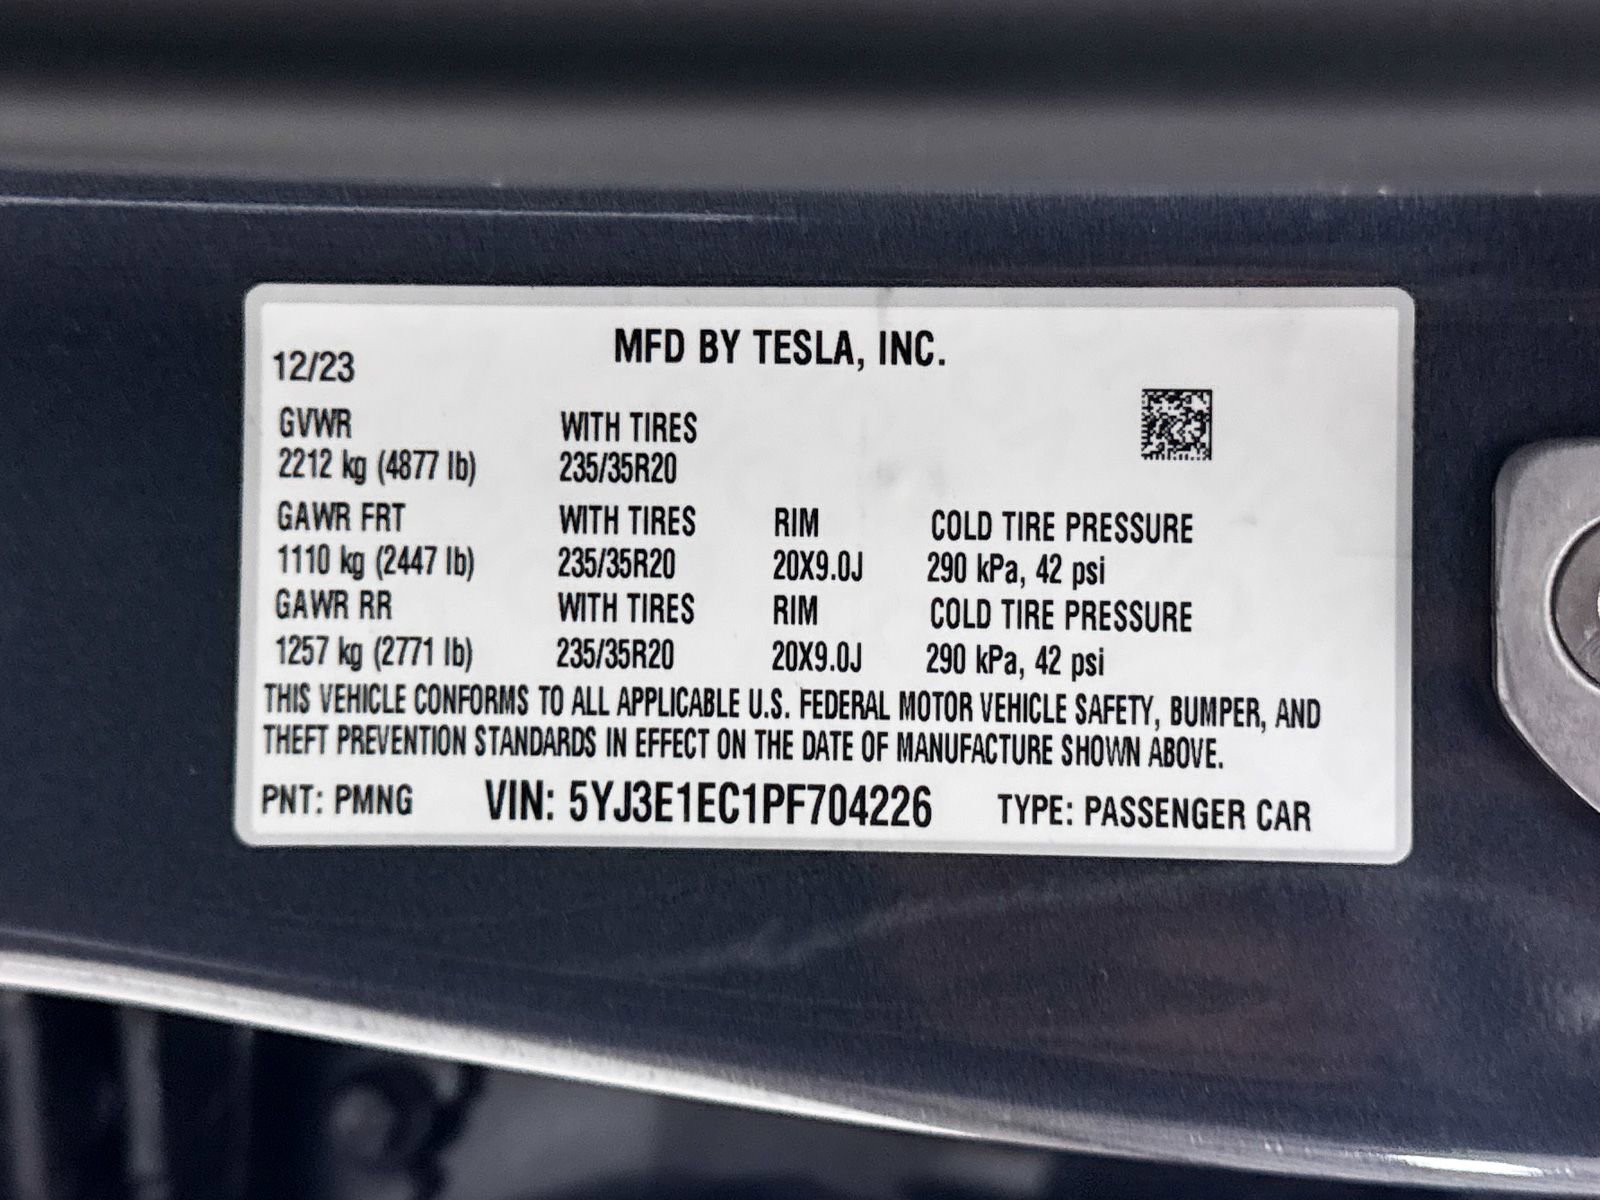 MFD BY TESLA, INC.
12/23
GVWR WITH TIRES
2212 kg (4877 lb) 235/35R20
GAWR FRT WITH TIRES RIM COLD TIRE PRESSURE
1110 kg (2447 lb) 235/35R20 20X9.0J 290 kPa, 42 psi
GAWR RR WITH TIRES RIM COLD TIRE PRESSURE
1257 kg (2771 lb) 235/35R20 20X9.0J 290 kPa, 42 psi
THIS VEHICLE CONFORMS TO ALL APPLICABLE U.S. FEDERAL MOTOR VEHICLE SAFETY, BUMPER, AND
THEFT PREVENTION STANDARDS IN EFFECT ON THE DATE OF MANUFACTURE SHOWN ABOVE.
PNT: PMNG VIN: 5YJ3E1EC1PF704226 TYPE: PASSENGER CAR